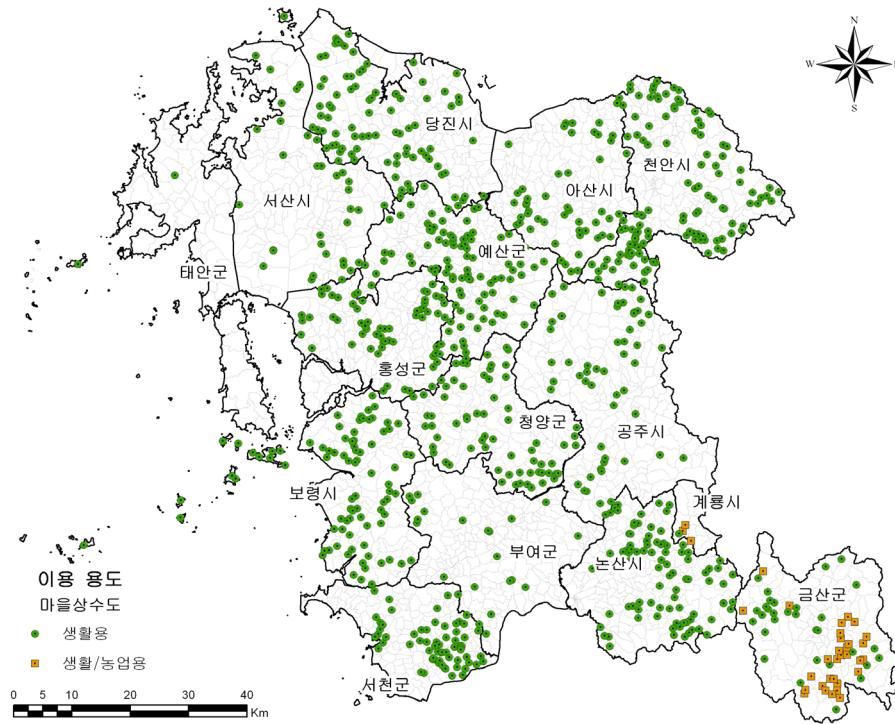 N
W
S
당진시
천안시
아산시
서산시
예산군
태안군
홍성군
청양군
공주시
보령시
계룡시
부여군
논산시
금산군
서천군
이용 용도
마을상수도
생활용
생활/농업용
0 5 10 20 30 40
Km